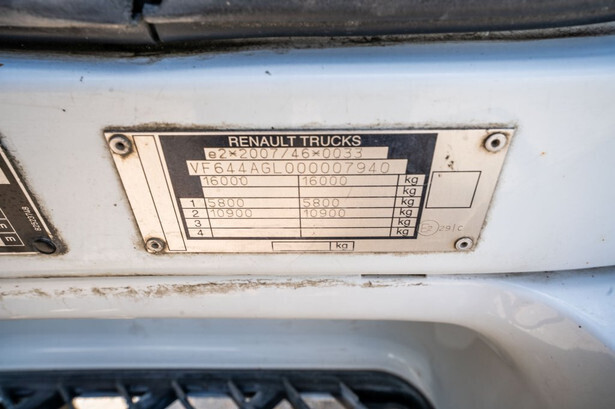 RENAULT TRUCKS
e2*2007/46*0033
VF644AGL000007940
16000 16000 kg
kg
1 5800 5800 kg
2 10900 10900 kg
3 kg
4 kg
kg
E
E